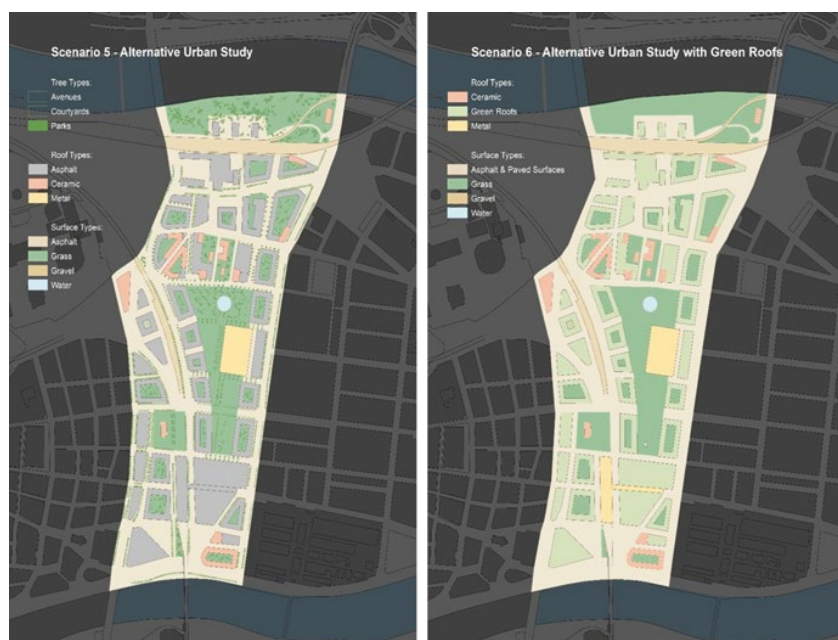 Scenario 5 - Alternative Urban Study
Tree Types:
Avenues
Courtyards
Parks
Roof Types:
Asphalt
Ceramic
Metal
Surface Types:
Asphalt
Grass
Gravel
Water
Scenario 6 - Alternative Urban Study with Green Roofs
Roof Types:
Ceramic
Green Roofs
Metal
Surface Types:
Asphalt & Paved Surfaces
Grass
Gravel
Water